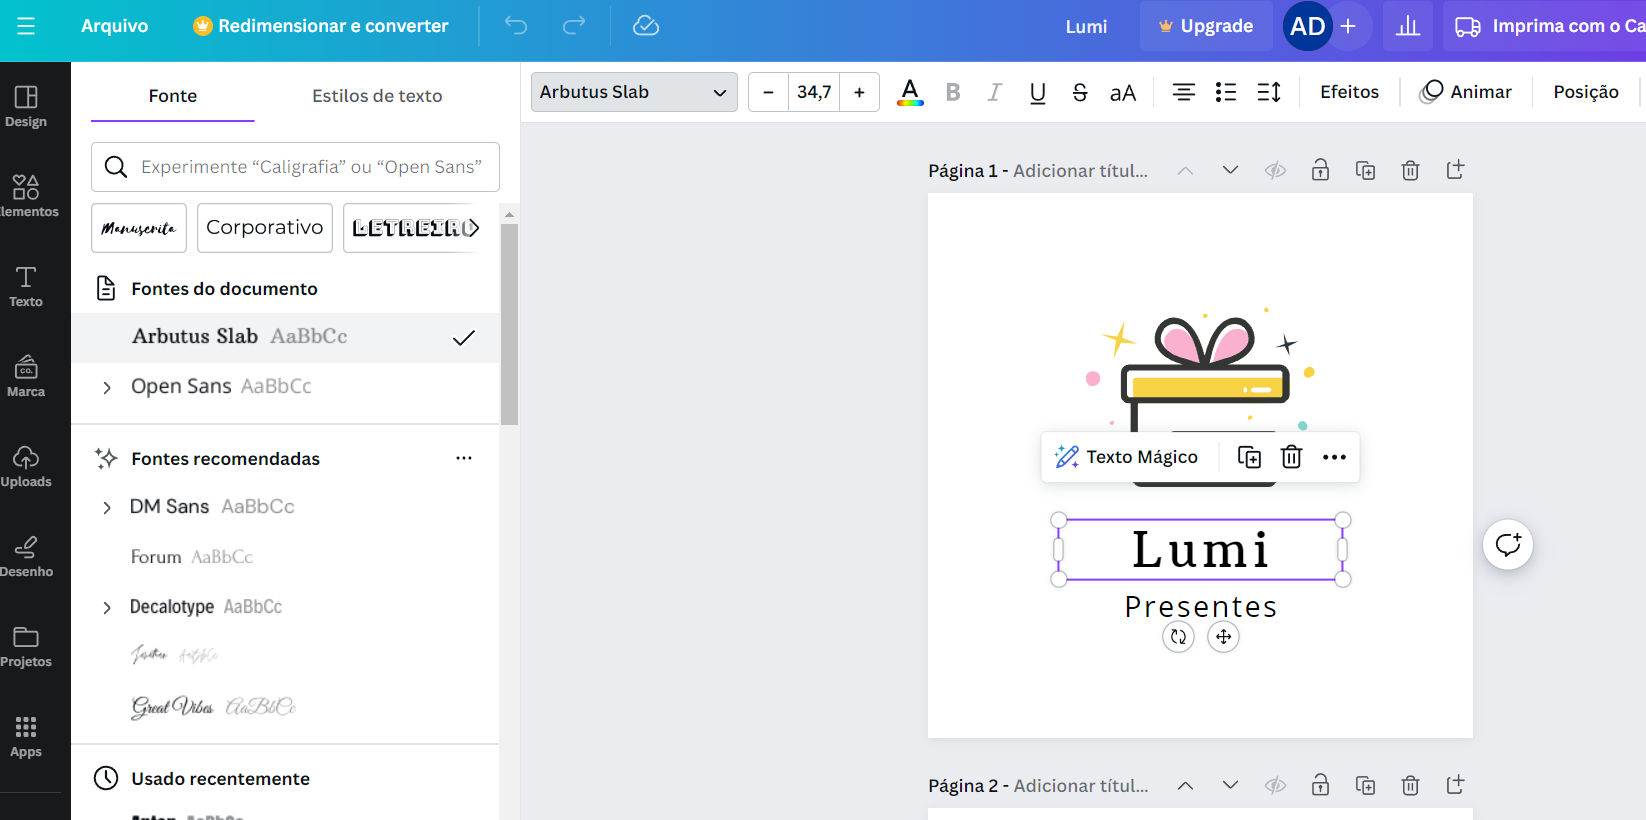 Arquivo
Redimensionar e converter
Lumi
Upgrade
AD
Imprima com o Ca
Design
Elementos
Texto
CO.
Marca
Uploads
Desenho
Projetos
Apps
Fonte
Estilos de texto
Experimente “Caligrafia” ou “Open Sans”
Manuscrita
Corporativo
LETREIRO
Fontes do documento
Arbutus Slab AaBbCc
Open Sans AaBbCc
Fontes recomendadas
DM Sans AaBbCc
Forum AaBbCc
Decalotype AaBbCc
Great Vibes AaBbCc
Usado recentemente
Anton AaBbCc
Arbutus Slab
34,7
A B I U S aA
Efeitos
Animar
Posição
Página 1 - Adicionar títul...
Texto Mágico
Lumi
Presentes
Página 2 - Adicionar títul...